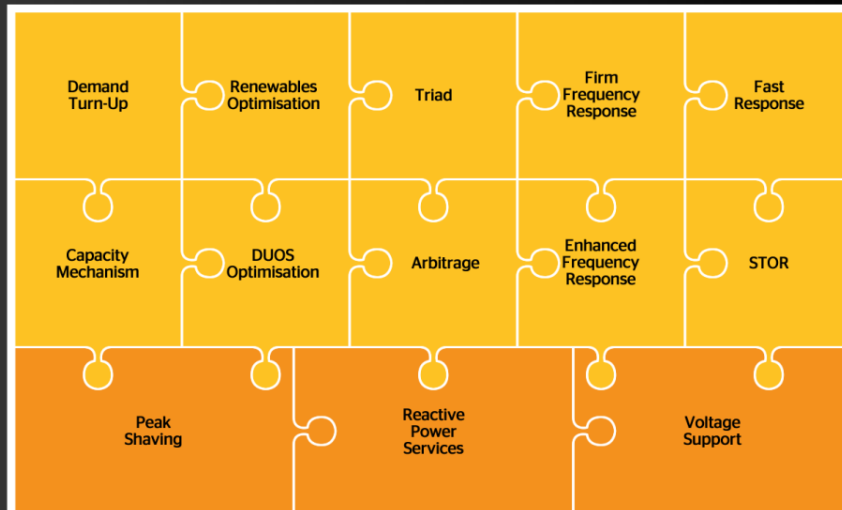 Demand
Turn-Up
Renewables
Optimisation
Triad
Firm
Frequency
Response
Fast
Response
Capacity
Mechanism
DUOS
Optimisation
Arbitrage
Enhanced
Frequency
Response
STOR
Peak
Shaving
Reactive
Power
Services
Voltage
Support